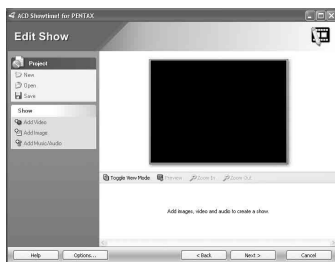 ACD Showtime! for PENTAX
Edit Show
Project
New
Open
Save
Show
Add Video
Add Image
Add Music/Audio
Toggle View Mode
Preview
Zoom In
Zoom Out
Add images, video and audio to create a show.
Help
Options...
< Back
Next >
Cancel